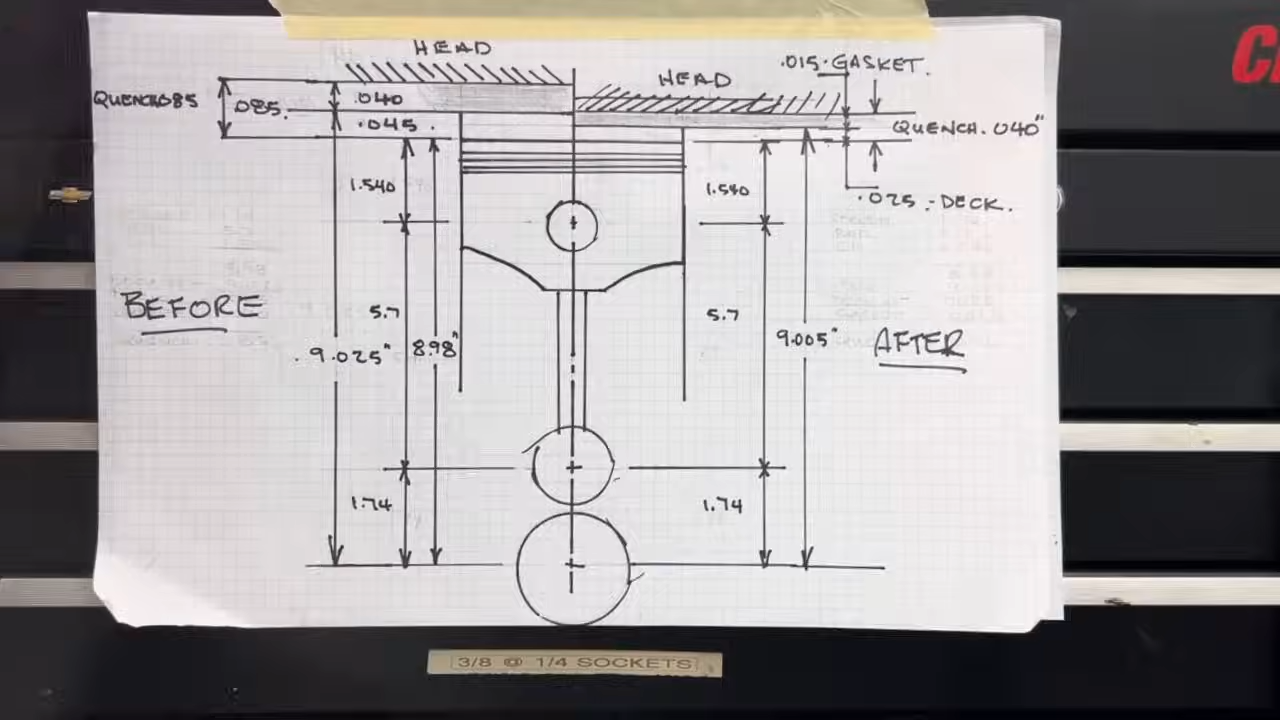 HEAD
.015.GASKET.
HEAD
QUENCH.085
.085.
.040
.045.
QUENCH.040"
1.540
1.540
.025.-DECK.
BEFORE
5.7
5.7
9.025"
8.98"
9.005"
AFTER
1.74
1.74
3/8 @ 1/4 SOCKETS